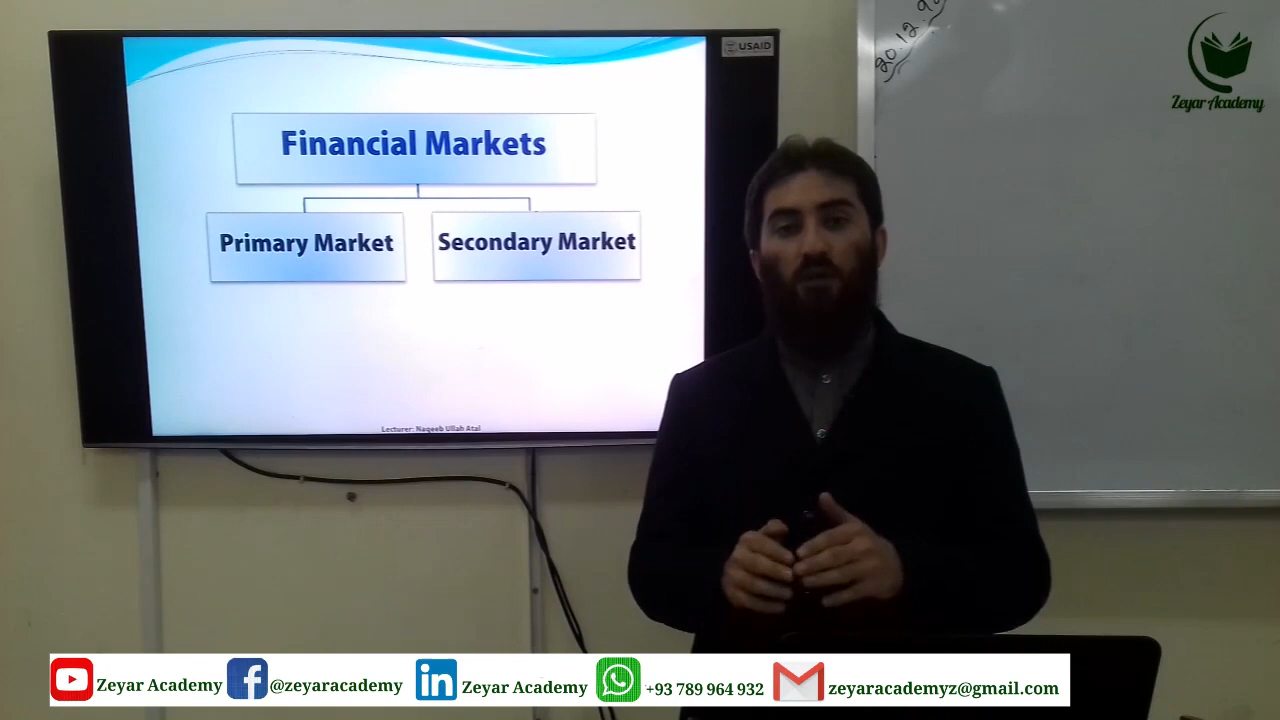 USAID
Financial Markets
Primary Market
Secondary Market
Lecturer: Naqeeb Ullah Atal
Zeyar Academy
Zeyar Academy
@zeyaracademy
Zeyar Academy
+93 789 964 932
zeyaracademyz@gmail.com